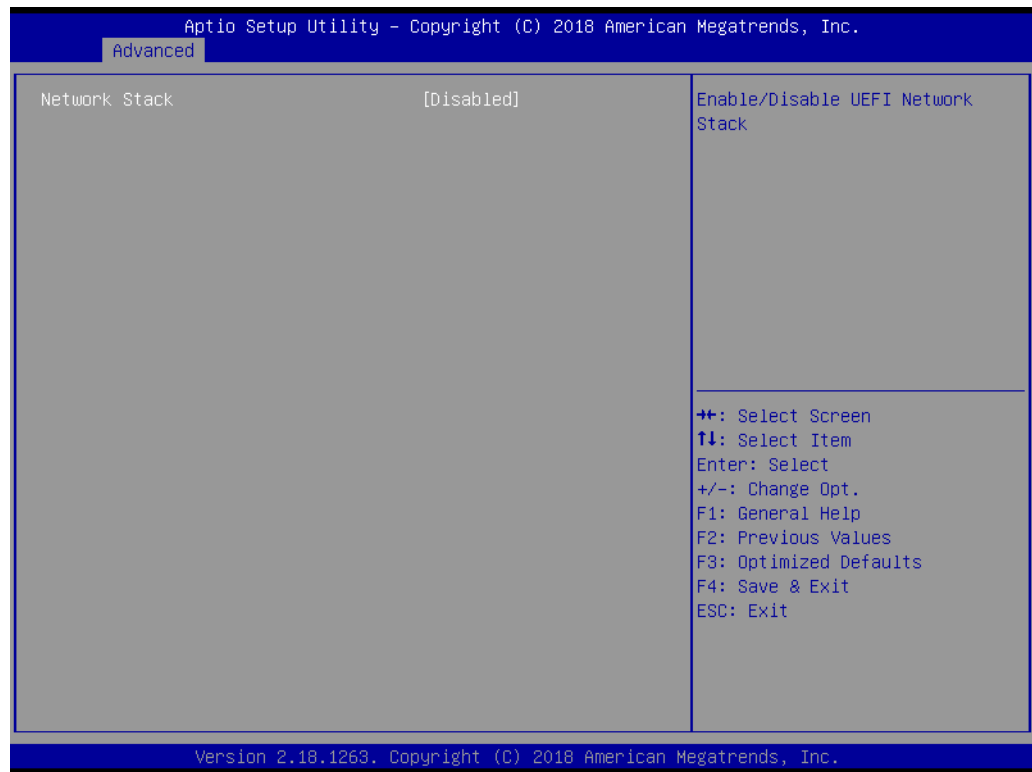 Aptio Setup Utility – Copyright (C) 2018 American Megatrends, Inc.
Advanced
Network Stack [Disabled]
Enable/Disable UEFI Network
Stack
→←: Select Screen
↑↓: Select Item
Enter: Select
+/-: Change Opt.
F1: General Help
F2: Previous Values
F3: Optimized Defaults
F4: Save & Exit
ESC: Exit
Version 2.18.1263. Copyright (C) 2018 American Megatrends, Inc.